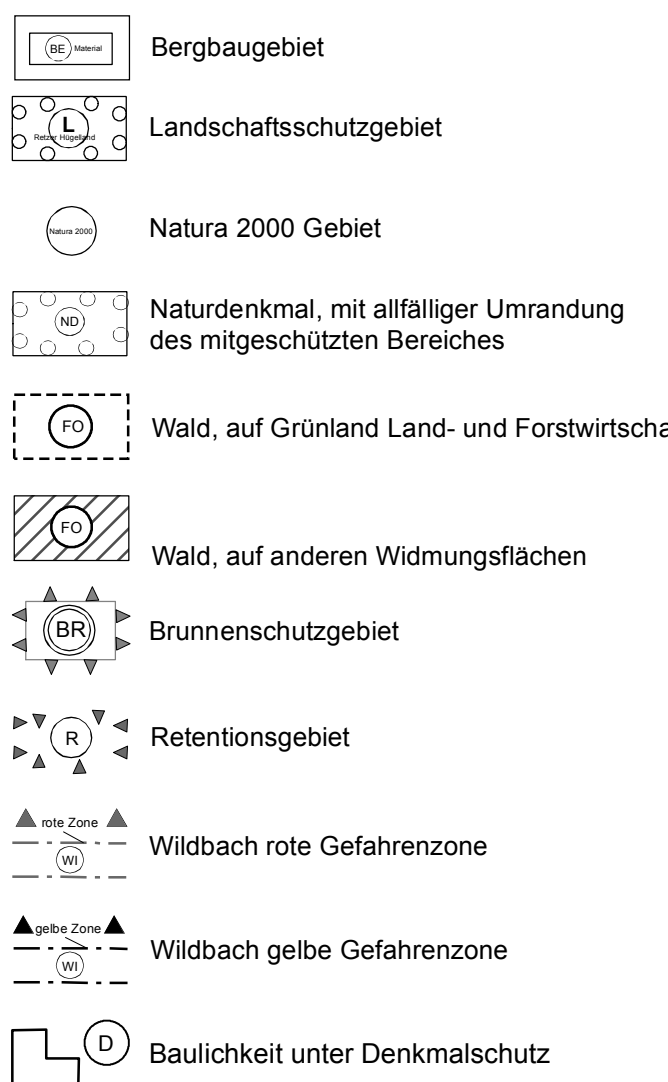 BE Material
Bergbaugebiet
L
Retzer Hügelland
Landschaftsschutzgebiet
Natura 2000
Natura 2000 Gebiet
ND
Naturdenkmal, mit allfälliger Umrandung
des mitgeschützten Bereiches
FO
Wald, auf Grünland Land- und Forstwirtscha
FO
Wald, auf anderen Widmungsflächen
BR
Brunnenschutzgebiet
R
Retentionsgebiet
rote Zone
WI
Wildbach rote Gefahrenzone
gelbe Zone
WI
Wildbach gelbe Gefahrenzone
D
Baulichkeit unter Denkmalschutz